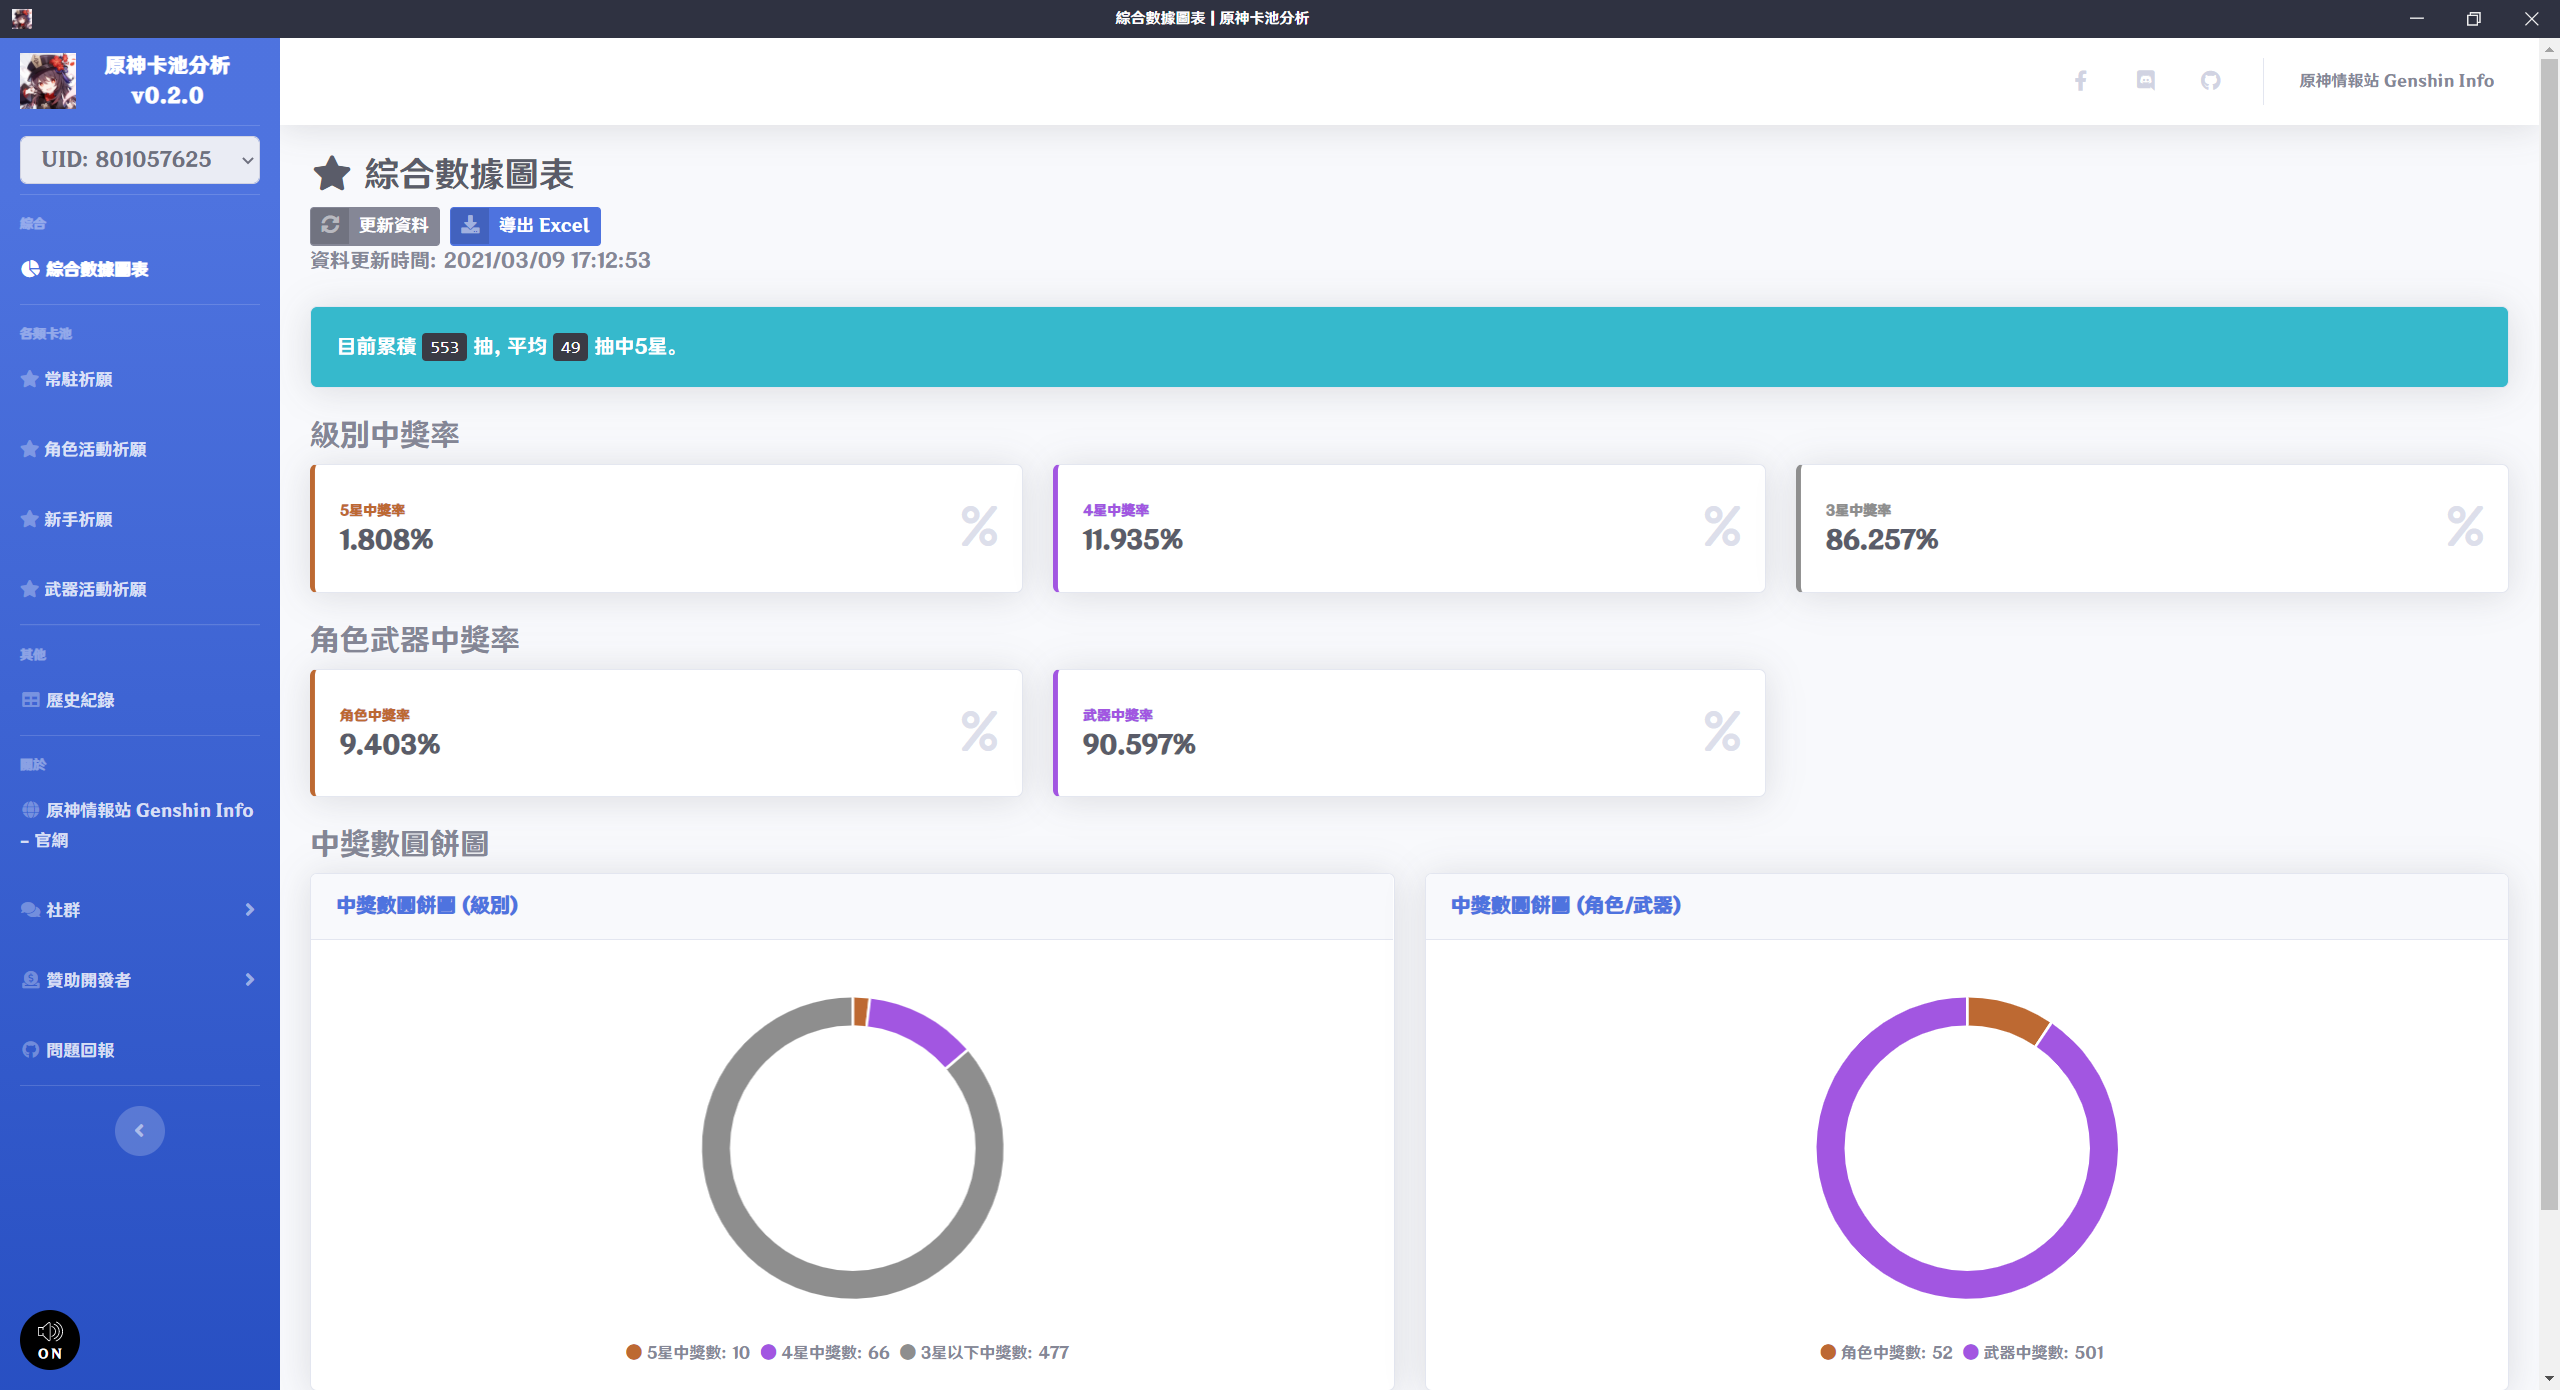 綜合數據圖表 | 原神卡池分析
原神卡池分析
v0.2.0
UID: 801057625
綜合
綜合數據圖表
各類卡池
常駐祈願
角色活動祈願
新手祈願
武器活動祈願
其他
歷史紀錄
關於
原神情報站 Genshin Info
- 官網
社群
贊助開發者
問題回報
ON
原神情報站 Genshin Info
綜合數據圖表
更新資料
導出 Excel
資料更新時間: 2021/03/09 17:12:53
目前累積 553 抽, 平均 49 抽中5星。
級別中獎率
5星中獎率
1.808%
4星中獎率
11.935%
3星中獎率
86.257%
角色武器中獎率
角色中獎率
9.403%
武器中獎率
90.597%
中獎數圓餅圖
中獎數圓餅圖 (級別)
5星中獎數: 10 4星中獎數: 66 3星以下中獎數: 477
中獎數圓餅圖 (角色/武器)
角色中獎數: 52 武器中獎數: 501